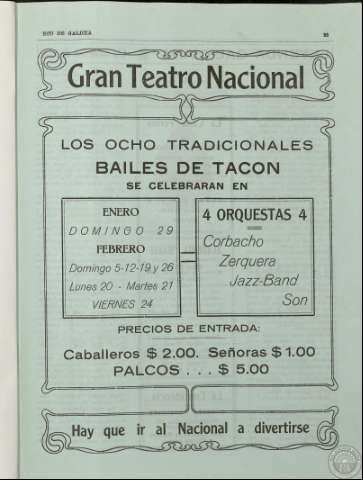 ECO DE GALICIA
Gran Teatro Nacional
LOS OCHO TRADICIONALES
BAILES DE TACON
SE CELEBRARAN EN
ENERO
DOMINGO 29
FEBRERO
Domingo 5-12-19 y 26
Lunes 20 - Martes 21
VIERNES 24
4 ORQUESTAS 4
Corbacho
Zerquera
Jazz-Band
Son
PRECIOS DE ENTRADA:
Caballeros $ 2.00. Señoras $ 1.00
PALCOS . . . $ 5.00
Hay que ir al Nacional a divertirse